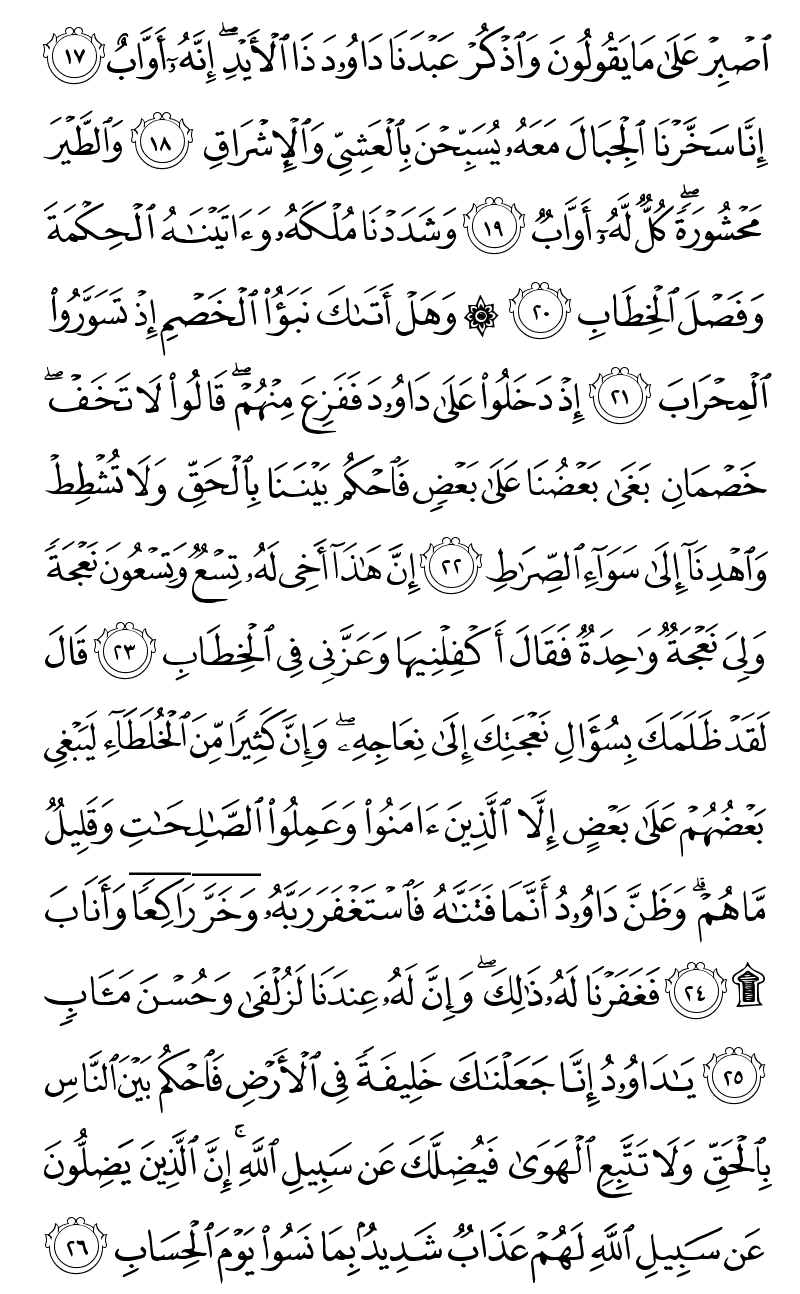 ٱصۡبِرۡ عَلَىٰ مَا يَقُولُونَ وَٱذۡكُرۡ عَبۡدَنَا دَاوُۥدَ ذَا ٱلۡأَيۡدِۖ إِنَّهُۥٓ أَوَّابٌ ١٧
إِنَّا سَخَّرۡنَا ٱلۡجِبَالَ مَعَهُۥ يُسَبِّحۡنَ بِٱلۡعَشِيِّ وَٱلۡإِشۡرَاقِ ١٨ وَٱلطَّيۡرَ
مَحۡشُورَةٗۖ كُلّٞ لَّهُۥٓ أَوَّابٞ ١٩ وَشَدَدۡنَا مُلۡكَهُۥ وَءَاتَيۡنَٰهُ ٱلۡحِكۡمَةَ
وَفَصۡلَ ٱلۡخِطَابِ ٢٠ ۞ وَهَلۡ أَتَىٰكَ نَبَؤُاْ ٱلۡخَصۡمِ إِذۡ تَسَوَّرُواْ
ٱلۡمِحۡرَابَ ٢١ إِذۡ دَخَلُواْ عَلَىٰ دَاوُۥدَ فَفَزِعَ مِنۡهُمۡۖ قَالُواْ لَا تَخَفۡۖ
خَصۡمَانِ بَغَىٰ بَعۡضُنَا عَلَىٰ بَعۡضٖ فَٱحۡكُم بَيۡنَنَا بِٱلۡحَقِّ وَلَا تُشۡطِطۡ
وَٱهۡدِنَآ إِلَىٰ سَوَآءِ ٱلصِّرَٰطِ ٢٢ إِنَّ هَٰذَآ أَخِي لَهُۥ تِسۡعٞ وَتِسۡعُونَ نَعۡجَةٗ
وَلِيَ نَعۡجَةٞ وَٰحِدَةٞ فَقَالَ أَكۡفِلۡنِيهَا وَعَزَّنِي فِي ٱلۡخِطَابِ ٢٣ قَالَ
لَقَدۡ ظَلَمَكَ بِسُؤَالِ نَعۡجَتِكَ إِلَىٰ نِعَاجِهِۦۖ وَإِنَّ كَثِيرٗا مِّنَ ٱلۡخُلَطَآءِ لَيَبۡغِي
بَعۡضُهُمۡ عَلَىٰ بَعۡضٍ إِلَّا ٱلَّذِينَ ءَامَنُواْ وَعَمِلُواْ ٱلصَّٰلِحَٰتِ وَقَلِيلٞ
مَّا هُمۡۗ وَظَنَّ دَاوُۥدُ أَنَّمَا فَتَنَّٰهُ فَٱسۡتَغۡفَرَ رَبَّهُۥ وَخَرَّۤ رَاكِعٗاۤ وَأَنَابَ
۩ ٢٤ فَغَفَرۡنَا لَهُۥ ذَٰلِكَۖ وَإِنَّ لَهُۥ عِندَنَا لَزُلۡفَىٰ وَحُسۡنَ مَـَٔابٖ
٢٥ يَٰدَاوُۥدُ إِنَّا جَعَلۡنَٰكَ خَلِيفَةٗ فِي ٱلۡأَرۡضِ فَٱحۡكُم بَيۡنَ ٱلنَّاسِ
بِٱلۡحَقِّ وَلَا تَتَّبِعِ ٱلۡهَوَىٰ فَيُضِلَّكَ عَن سَبِيلِ ٱللَّهِۚ إِنَّ ٱلَّذِينَ يَضِلُّونَ
عَن سَبِيلِ ٱللَّهِ لَهُمۡ عَذَابٞ شَدِيدُۢ بِمَا نَسُواْ يَوۡمَ ٱلۡحِسَابِ ٢٦